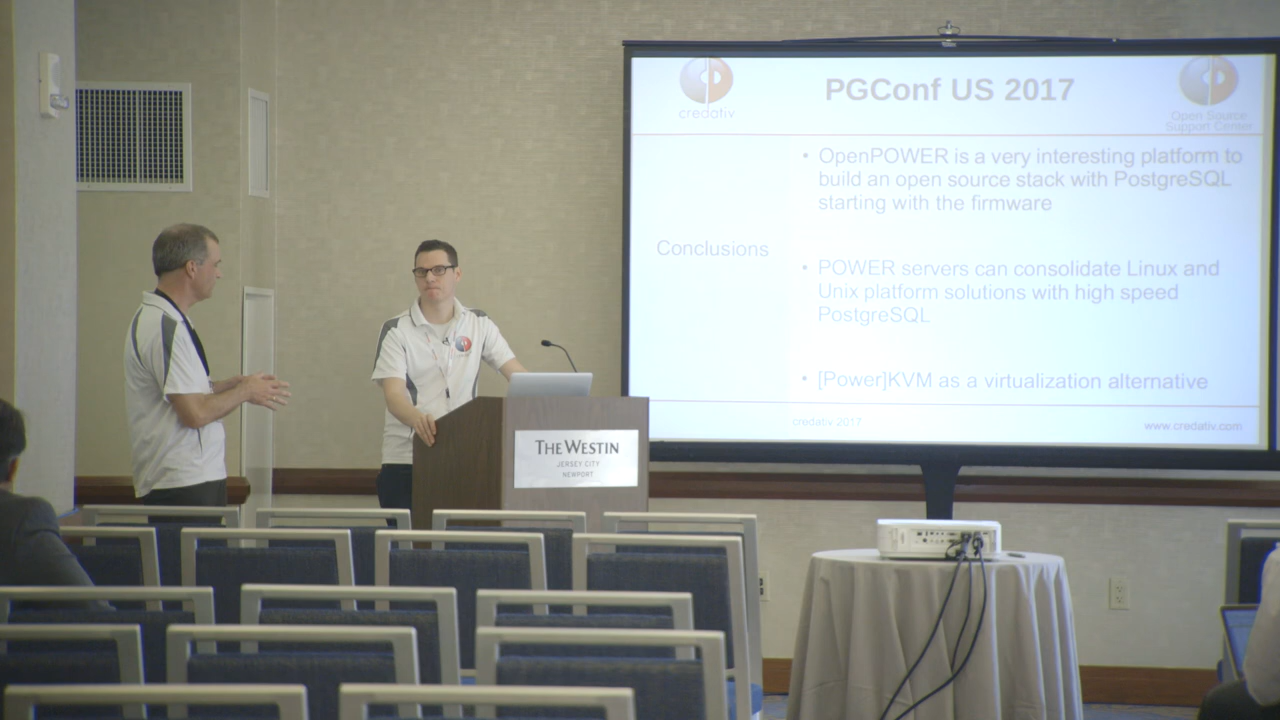 PGConf US 2017
credativ
Open Source
Support Center
Conclusions
• OpenPOWER is a very interesting platform to
build an open source stack with PostgreSQL
starting with the firmware
• POWER servers can consolidate Linux and
Unix platform solutions with high speed
PostgreSQL
• [Power]KVM as a virtualization alternative
credativ 2017
www.credativ.com
THE WESTIN
JERSEY CITY
NEWPORT